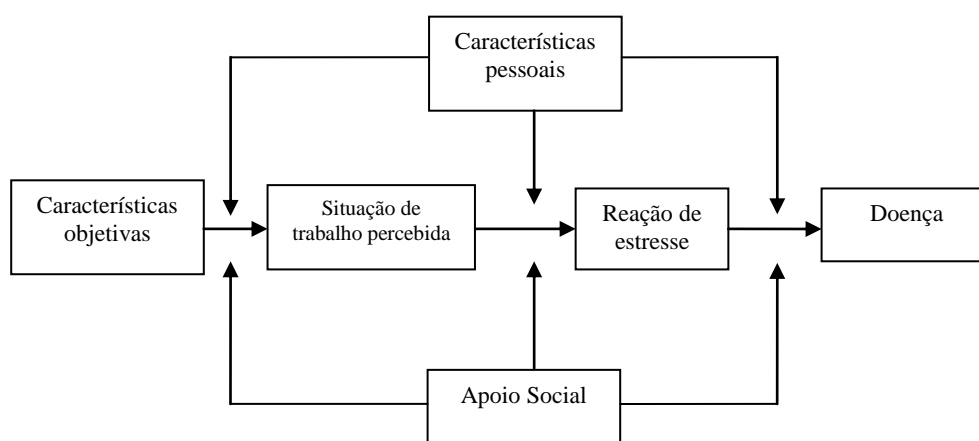 Características
pessoais
Características
objetivas
Situação de
trabalho percebida
Reação de
estresse
Doença
Apoio Social